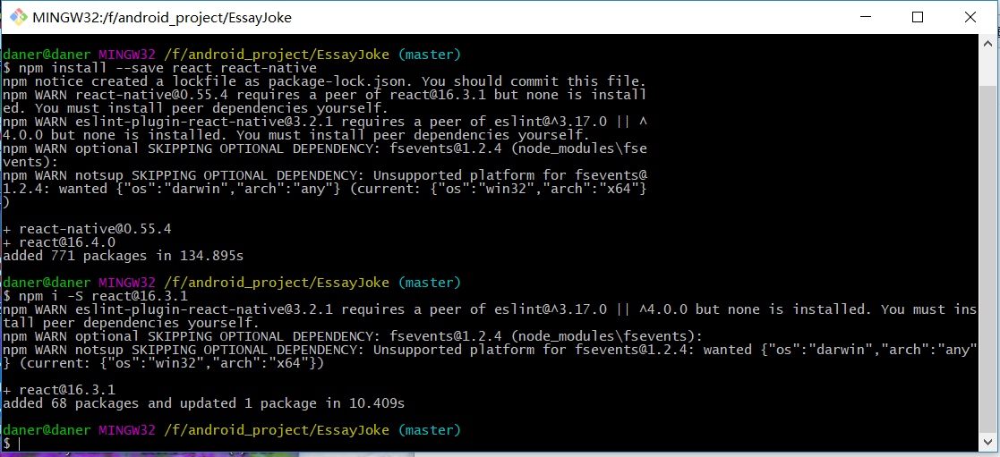 MINGW32:/f/android_project/EssayJoke
daner@daner MINGW32 /f/android_project/EssayJoke (master)
$ npm install --save react react-native
npm notice created a lockfile as package-lock.json. You should commit this file.
npm WARN react-native@0.55.4 requires a peer of react@16.3.1 but none is install
ed. You must install peer dependencies yourself.
npm WARN eslint-plugin-react-native@3.2.1 requires a peer of eslint@^3.17.0 || ^
4.0.0 but none is installed. You must install peer dependencies yourself.
npm WARN optional SKIPPING OPTIONAL DEPENDENCY: fsevents@1.2.4 (node_modules\fse
vents):
npm WARN notsup SKIPPING OPTIONAL DEPENDENCY: Unsupported platform for fsevents@
1.2.4: wanted {"os":"darwin","arch":"any"} (current: {"os":"win32","arch":"x64"}
)
+ react-native@0.55.4
+ react@16.4.0
added 771 packages in 134.895s
daner@daner MINGW32 /f/android_project/EssayJoke (master)
$ npm i -S react@16.3.1
npm WARN eslint-plugin-react-native@3.2.1 requires a peer of eslint@^3.17.0 || ^4.0.0 but none is installed. You must ins
tall peer dependencies yourself.
npm WARN optional SKIPPING OPTIONAL DEPENDENCY: fsevents@1.2.4 (node_modules\fsevents):
npm WARN notsup SKIPPING OPTIONAL DEPENDENCY: Unsupported platform for fsevents@1.2.4: wanted {"os":"darwin","arch":"any"
} (current: {"os":"win32","arch":"x64"})
+ react@16.3.1
added 68 packages and updated 1 package in 10.409s
daner@daner MINGW32 /f/android_project/EssayJoke (master)
$